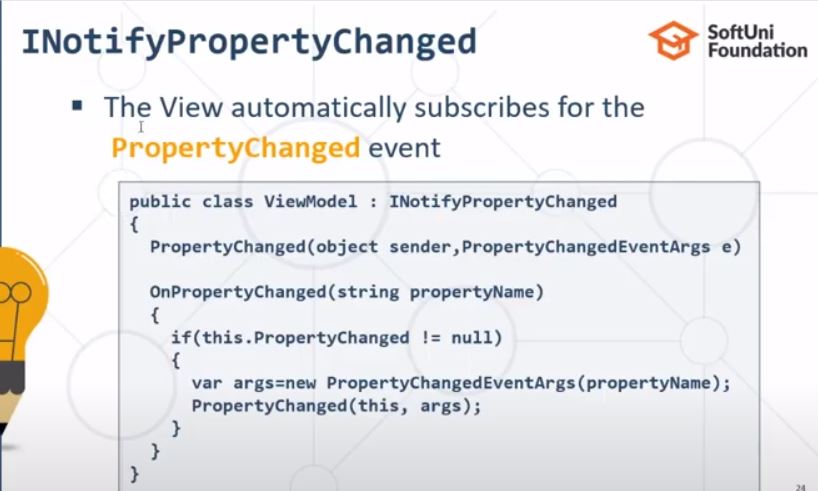 INotifyPropertyChanged
SoftUni
Foundation
▪ The View automatically subscribes for the
PropertyChanged event
public class ViewModel : INotifyPropertyChanged
{
PropertyChanged(object sender,PropertyChangedEventArgs e)
OnPropertyChanged(string propertyName)
{
if(this.PropertyChanged != null)
{
var args=new PropertyChangedEventArgs(propertyName);
PropertyChanged(this, args);
}
}
}
24